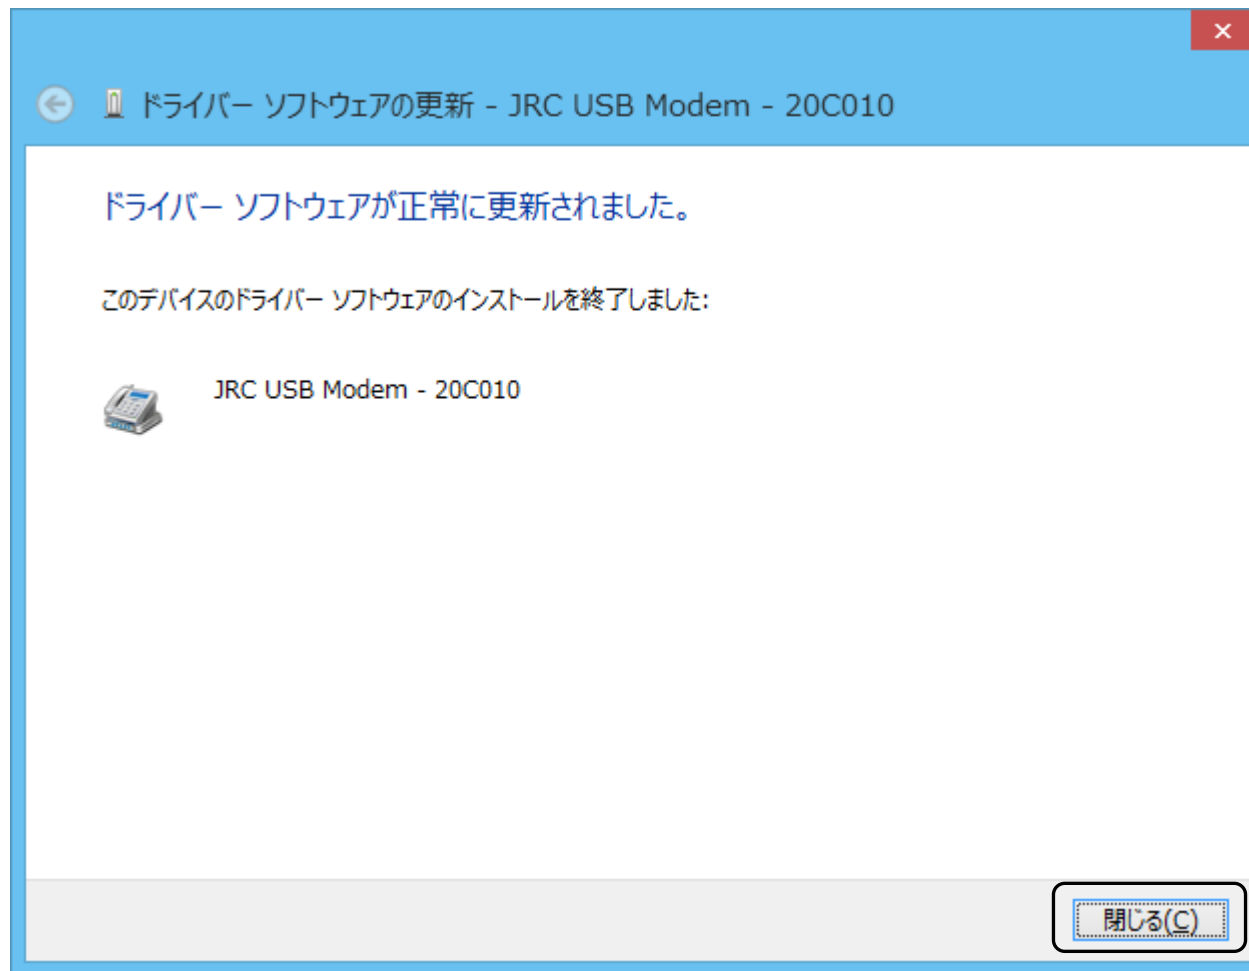 ドライバー ソフトウェアの更新 - JRC USB Modem - 20C010
ドライバー ソフトウェアが正常に更新されました。
このデバイスのドライバー ソフトウェアのインストールを終了しました:
JRC USB Modem - 20C010
閉じる(C)